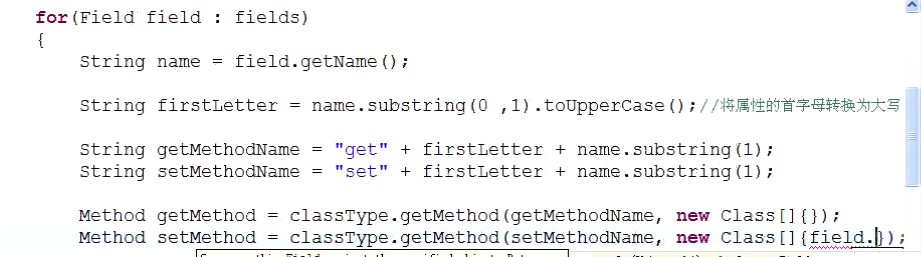 for(Field field : fields)
{
String name = field.getName();
String firstLetter = name.substring(0 ,1).toUpperCase();//将属性的首字母转换为大写
String getMethodName = "get" + firstLetter + name.substring(1);
String setMethodName = "set" + firstLetter + name.substring(1);
Method getMethod = classType.getMethod(getMethodName, new Class[]{});
Method setMethod = classType.getMethod(setMethodName, new Class[]{field.});